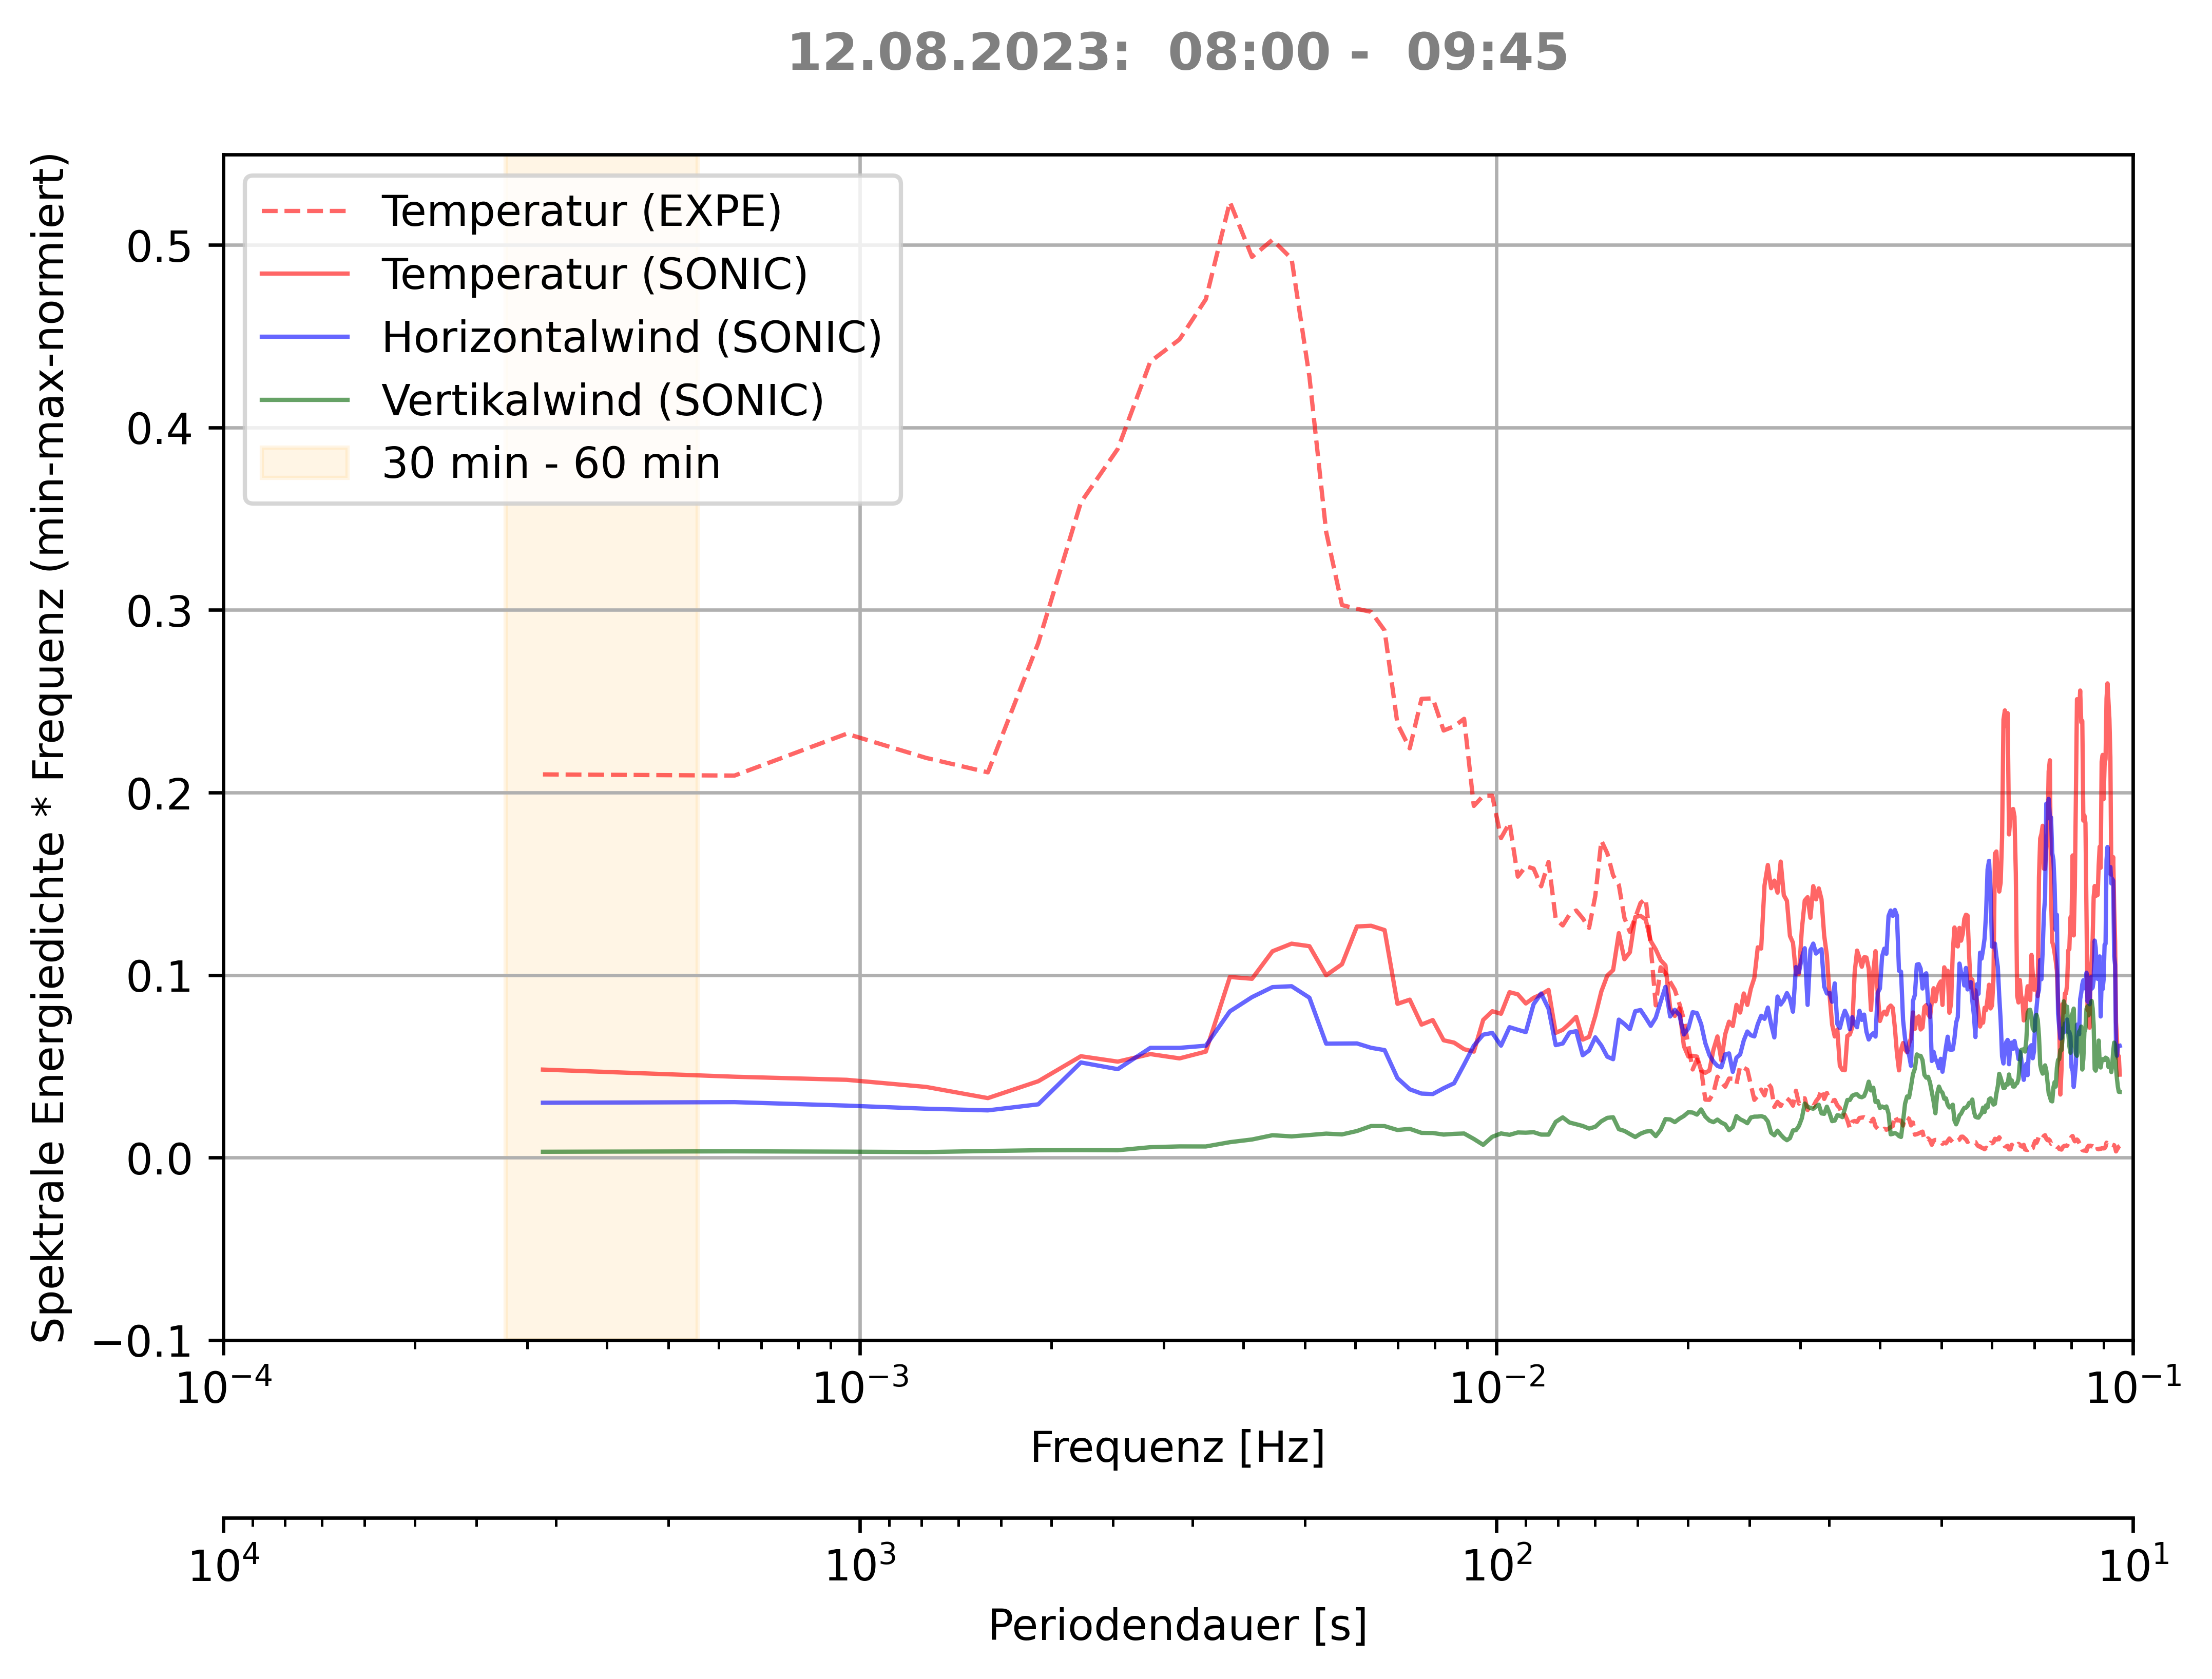 12.08.2023:  08:00 -  09:45
Spektrale Energiedichte * Frequenz (min-max-normiert)
Temperatur (EXPE)
Temperatur (SONIC)
Horizontalwind (SONIC)
Vertikalwind (SONIC)
30 min - 60 min
0.5
0.4
0.3
0.2
0.1
0.0
−0.1
10⁻⁴ 10⁻³ 10⁻² 10⁻¹
Frequenz [Hz]
10⁴ 10³ 10² 10¹
Periodendauer [s]